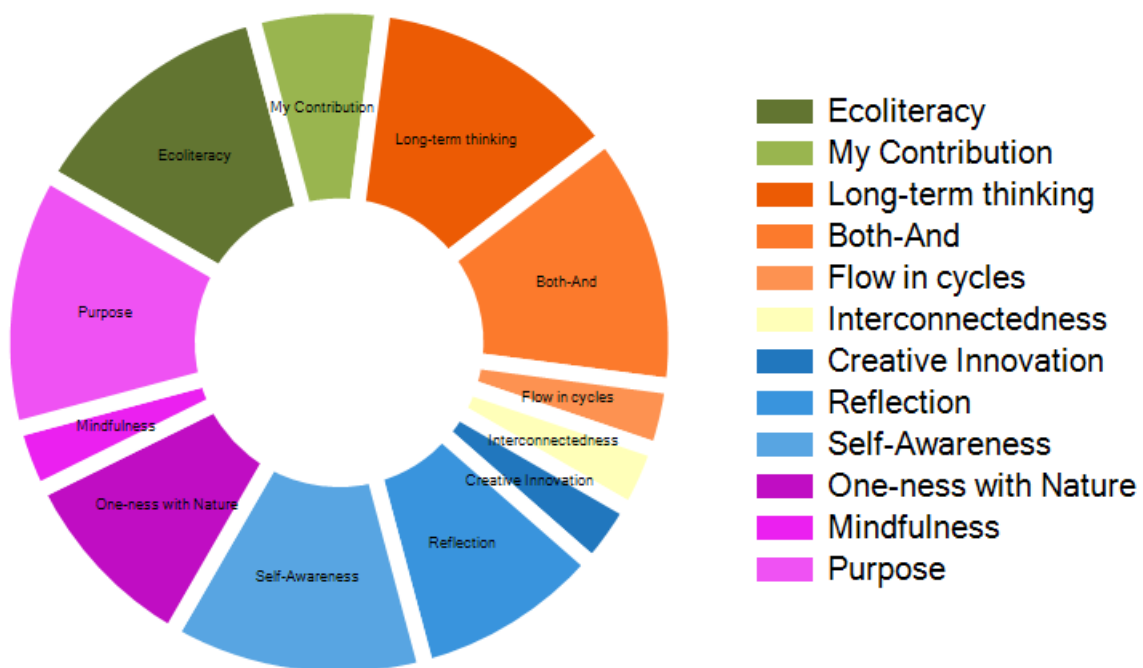 My Contribution
Long-term thinking
Ecoliteracy
Both-And
Purpose
Flow in cycles
Mindfulness
Interconnectedness
Creative Innovation
One-ness with Nature
Reflection
Self-Awareness
Ecoliteracy
My Contribution
Long-term thinking
Both-And
Flow in cycles
Interconnectedness
Creative Innovation
Reflection
Self-Awareness
One-ness with Nature
Mindfulness
Purpose